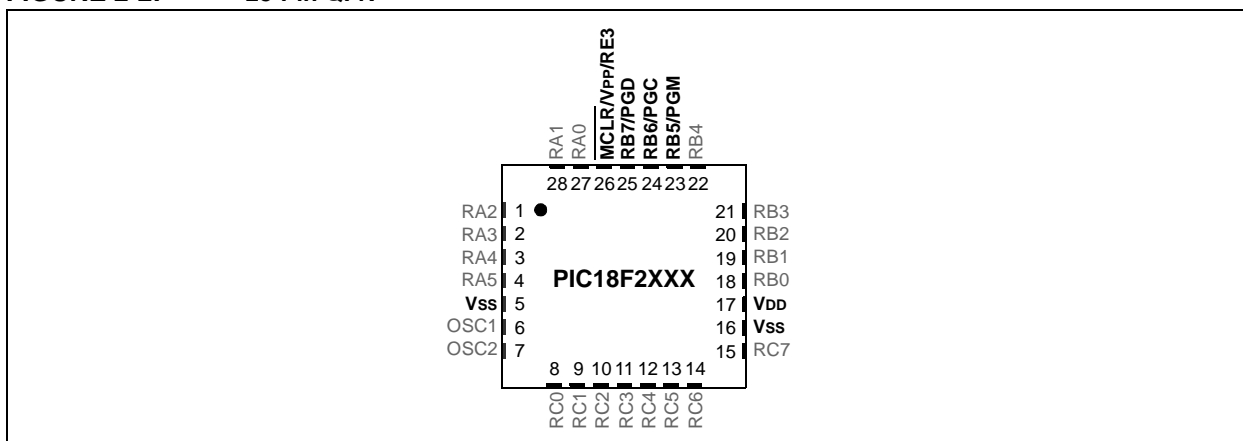 FIGURE 2-2: 28-Pin QFN
RA1
RA0
MCLR/VPP/RE3
RB7/PGD
RB6/PGC
RB5/PGM
RB4
28 27 26 25 24 23 22
RA2 1 21 RB3
RA3 2 20 RB2
RA4 3 19 RB1
RA5 4 PIC18F2XXX 18 RB0
VSS 5 17 VDD
OSC1 6 16 VSS
OSC2 7 15 RC7
8 9 10 11 12 13 14
RC0
RC1
RC2
RC3
RC4
RC5
RC6